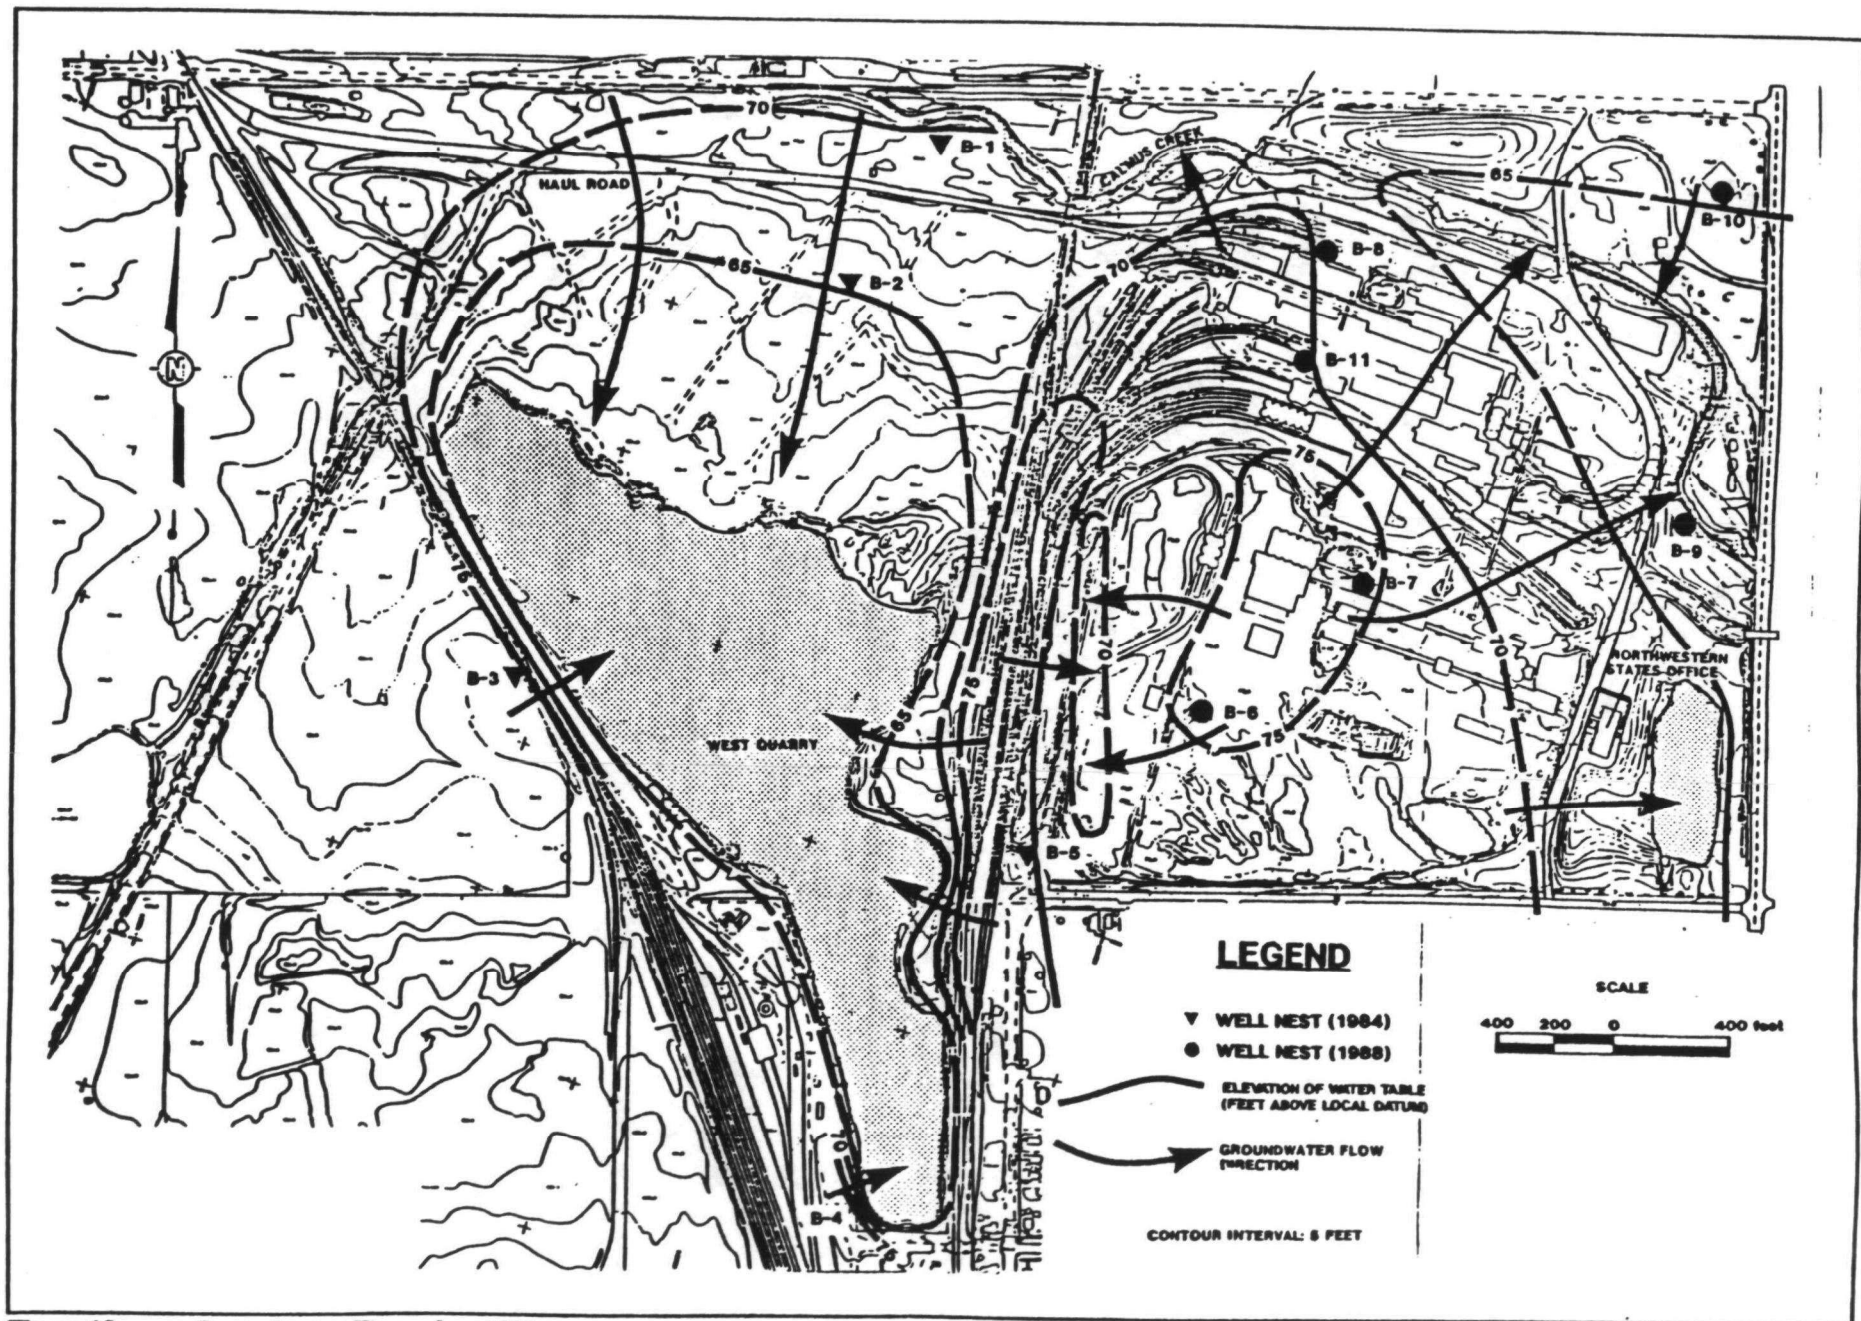 70
B-1
CALMUS CREEK
65
B-10
HAUL ROAD
65
B-2
70
B-8
B-11
75
B-9
B-7
75
B-3
70
70
NORTHWESTERN
STATES OFFICE
B-6
75
75
65
WEST QUARRY
B-5
70
B-4
N
LEGEND
WELL NEST (1984)
WELL NEST (1988)
ELEVATION OF WATER TABLE
(FEET ABOVE LOCAL DATUM)
GROUNDWATER FLOW
DIRECTION
CONTOUR INTERVAL: 5 FEET
SCALE
400 200 0 400 feet